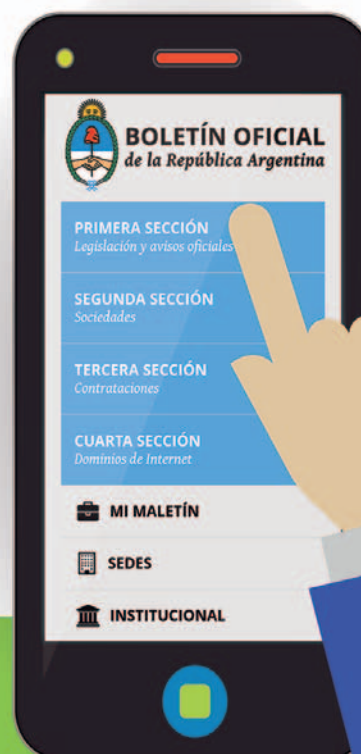 BOLETÍN OFICIAL
de la República Argentina
PRIMERA SECCIÓN
Legislación y avisos oficiales
SEGUNDA SECCIÓN
Sociedades
TERCERA SECCIÓN
Contrataciones
CUARTA SECCIÓN
Dominios de Internet
MI MALETÍN
SEDES
INSTITUCIONAL